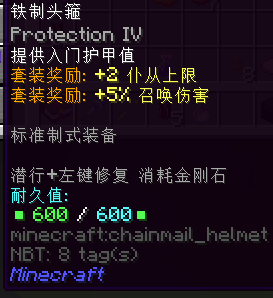 铁制头箍
Protection IV
提供入门护甲值
套装奖励: +2 仆从上限
套装奖励: +5% 召唤伤害
标准制式装备
潜行+左键修复 消耗金刚石
耐久值:
▪ 600 / 600 ▪
minecraft:chainmail_helmet
NBT: 8 tag(s)
Minecraft